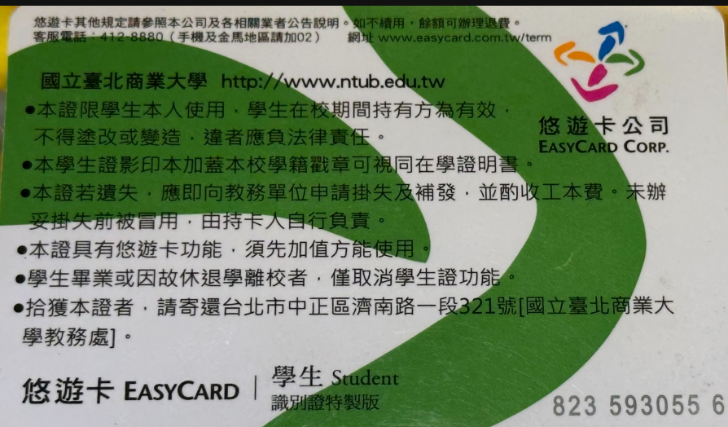 悠遊卡其他規定請參照本公司及各相關業者公告說明。如不續用，餘額可辦理退費。
客服電話：412-8880（手機及金馬地區請加02） 網址 www.easycard.com.tw/term
國立臺北商業大學 http://www.ntub.edu.tw
●本證限學生本人使用，學生在校期間持有方為有效，
不得塗改或變造，違者應負法律責任。
●本學生證影印本加蓋本校學籍戳章可視同在學證明書。
●本證若遺失，應即向教務單位申請掛失及補發，並酌收工本費。未辦
妥掛失前被冒用，由持卡人自行負責。
●本證具有悠遊卡功能，須先加值方能使用。
●學生畢業或因故休退學離校者，僅取消學生證功能。
●拾獲本證者，請寄還台北市中正區濟南路一段321號[國立臺北商業大
學教務處]。
悠遊卡公司
EASYCARD CORP.
悠遊卡 EASYCARD
學生 Student
識別證特製版
823 593055 6